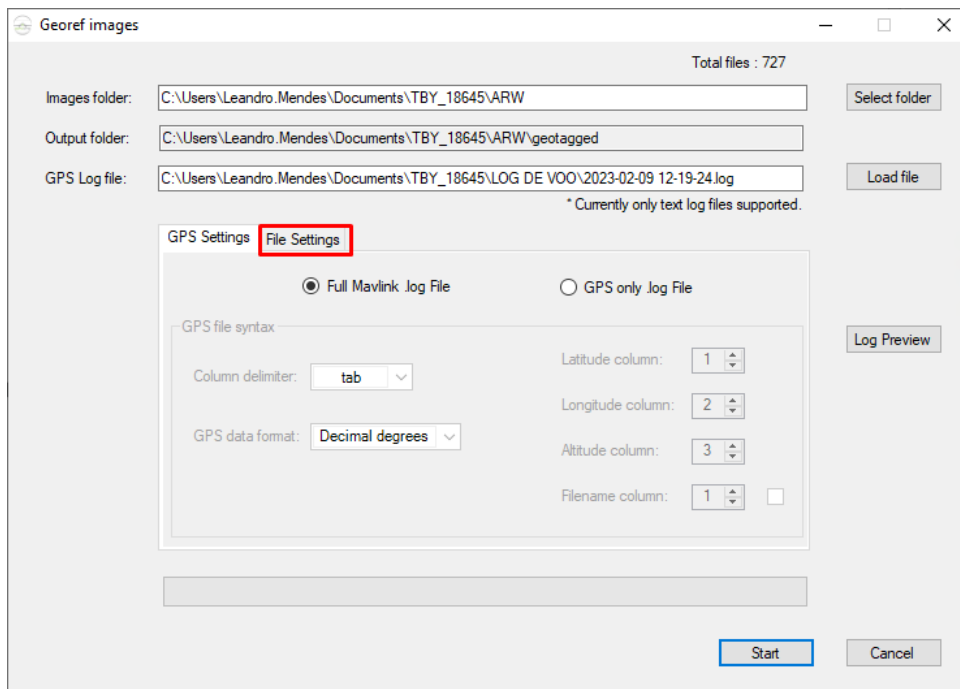 Georef images
Total files : 727
Images folder: C:\Users\Leandro.Mendes\Documents\TBY_18645\ARW Select folder
Output folder: C:\Users\Leandro.Mendes\Documents\TBY_18645\ARW\geotagged
GPS Log file: C:\Users\Leandro.Mendes\Documents\TBY_18645\LOG DE VOO\2023-02-09 12-19-24.log Load file
* Currently only text log files supported.
GPS Settings File Settings
Full Mavlink .log File GPS only .log File
GPS file syntax
Latitude column: 1
Log Preview
Column delimiter: tab
Longitude column: 2
GPS data format: Decimal degrees
Altitude column: 3
Filename column: 1
Start Cancel